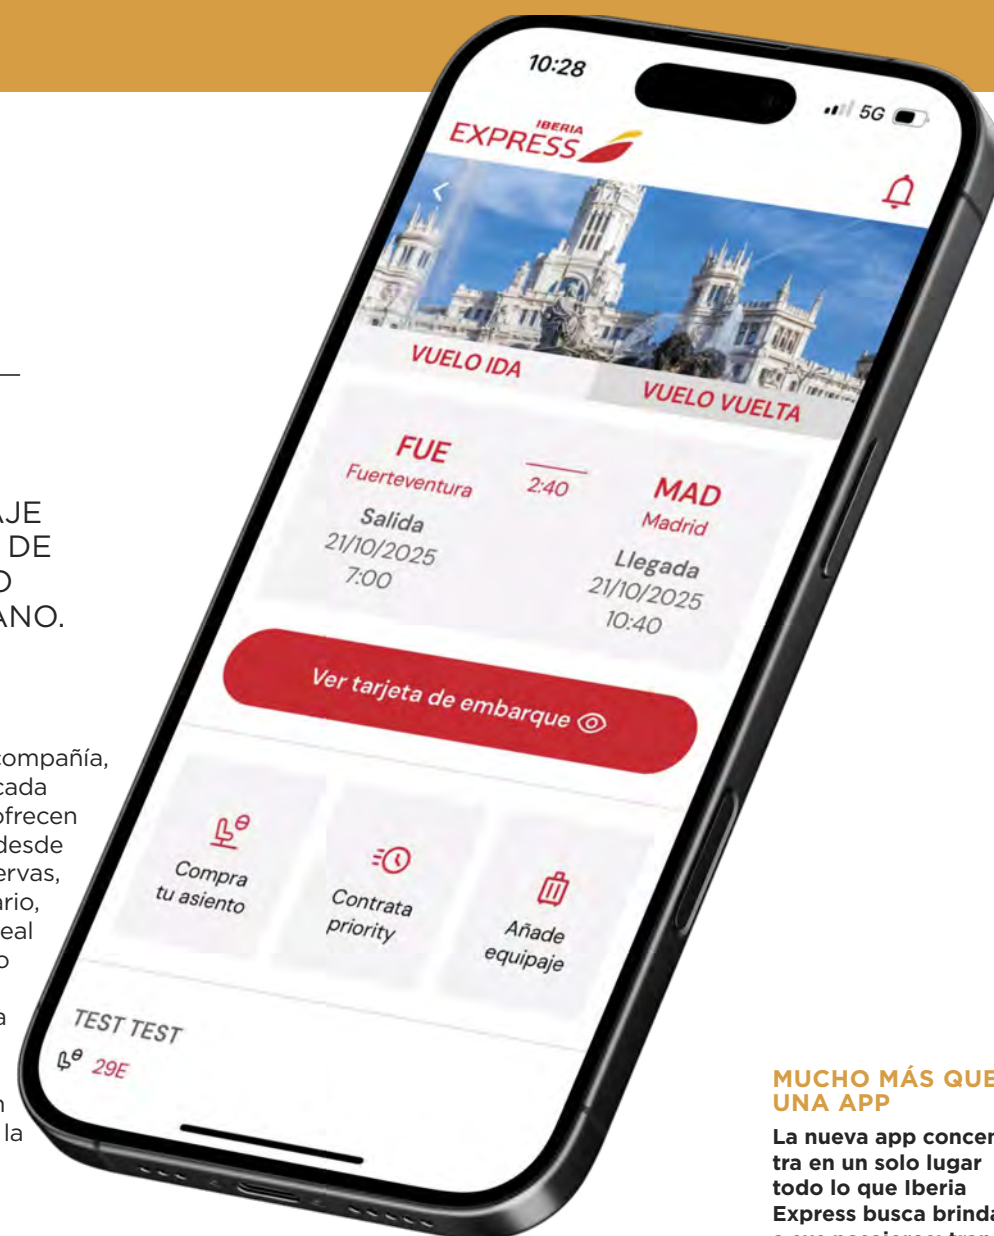 AJE
DE
O
ANO.
compañía,
cada
ofrecen
desde
ervas,
ario,
eal
o
a
n
la
10:28
5G
IBERIA
EXPRESS
VUELO IDA
VUELO VUELTA
FUE
Fuerteventura
2:40
MAD
Madrid
Salida
21/10/2025
7:00
Llegada
21/10/2025
10:40
Ver tarjeta de embarque
Compra
tu asiento
Contrata
priority
Añade
equipaje
TEST TEST
29E
MUCHO MÁS QUE
UNA APP
La nueva app concen
tra en un solo lugar
todo lo que Iberia
Express busca brinda